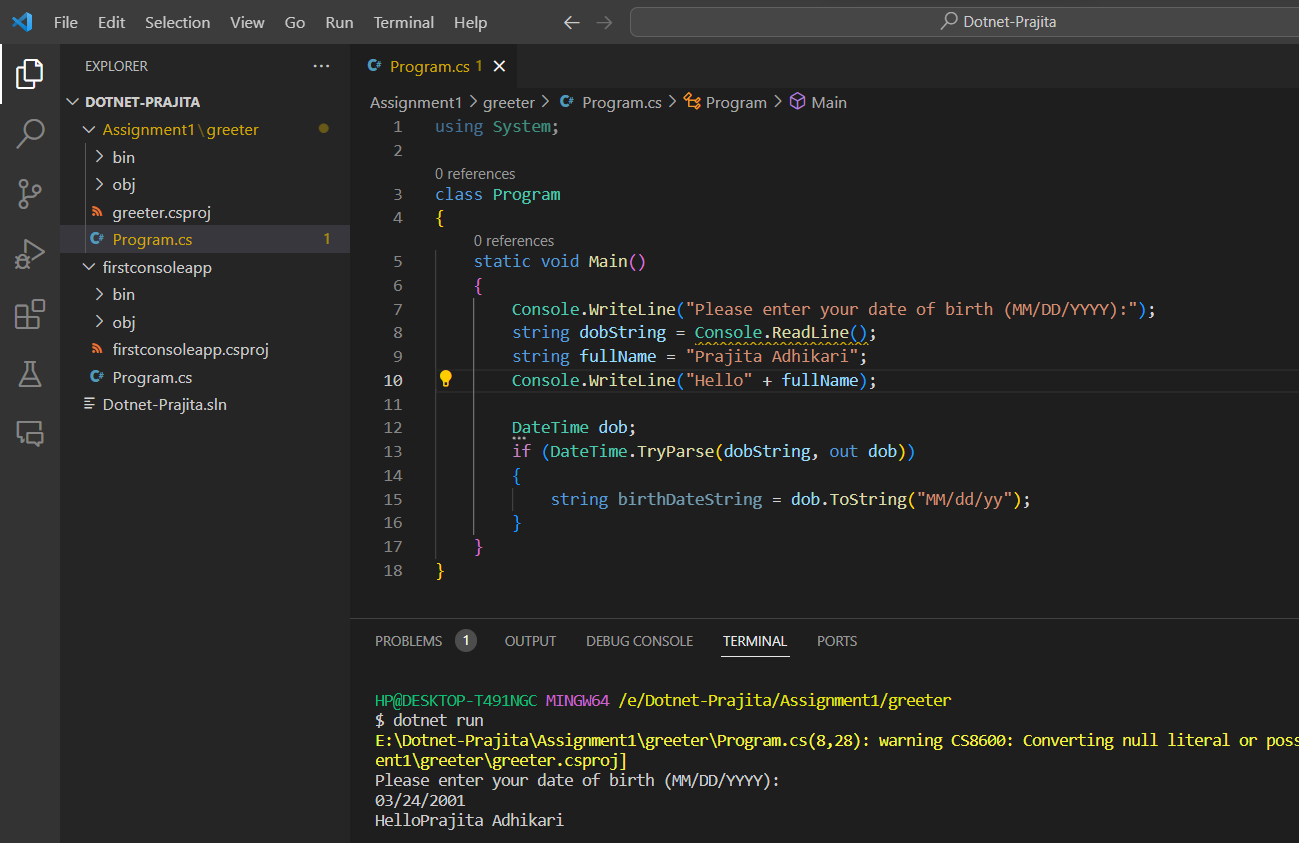 File Edit Selection View Go Run Terminal Help
Dotnet-Prajita
EXPLORER
DOTNET-PRAJITA
Assignment1\greeter
bin
obj
greeter.csproj
C# Program.cs 1
firstconsoleapp
bin
obj
firstconsoleapp.csproj
C# Program.cs
Dotnet-Prajita.sln
C# Program.cs 1
Assignment1 > greeter > C# Program.cs > Program > Main
1 using System;
2
0 references
3 class Program
4 {
0 references
5 static void Main()
6 {
7 Console.WriteLine("Please enter your date of birth (MM/DD/YYYY):");
8 string dobString = Console.ReadLine();
9 string fullName = "Prajita Adhikari";
10 Console.WriteLine("Hello" + fullName);
11
12 DateTime dob;
13 if (DateTime.TryParse(dobString, out dob))
14 {
15 string birthDateString = dob.ToString("MM/dd/yy");
16 }
17 }
18 }
PROBLEMS 1 OUTPUT DEBUG CONSOLE TERMINAL PORTS
HP@DESKTOP-T491NGC MINGW64 /e/Dotnet-Prajita/Assignment1/greeter
$ dotnet run
E:\Dotnet-Prajita\Assignment1\greeter\Program.cs(8,28): warning CS8600: Converting null literal or poss
ent1\greeter\greeter.csproj]
Please enter your date of birth (MM/DD/YYYY):
03/24/2001
HelloPrajita Adhikari